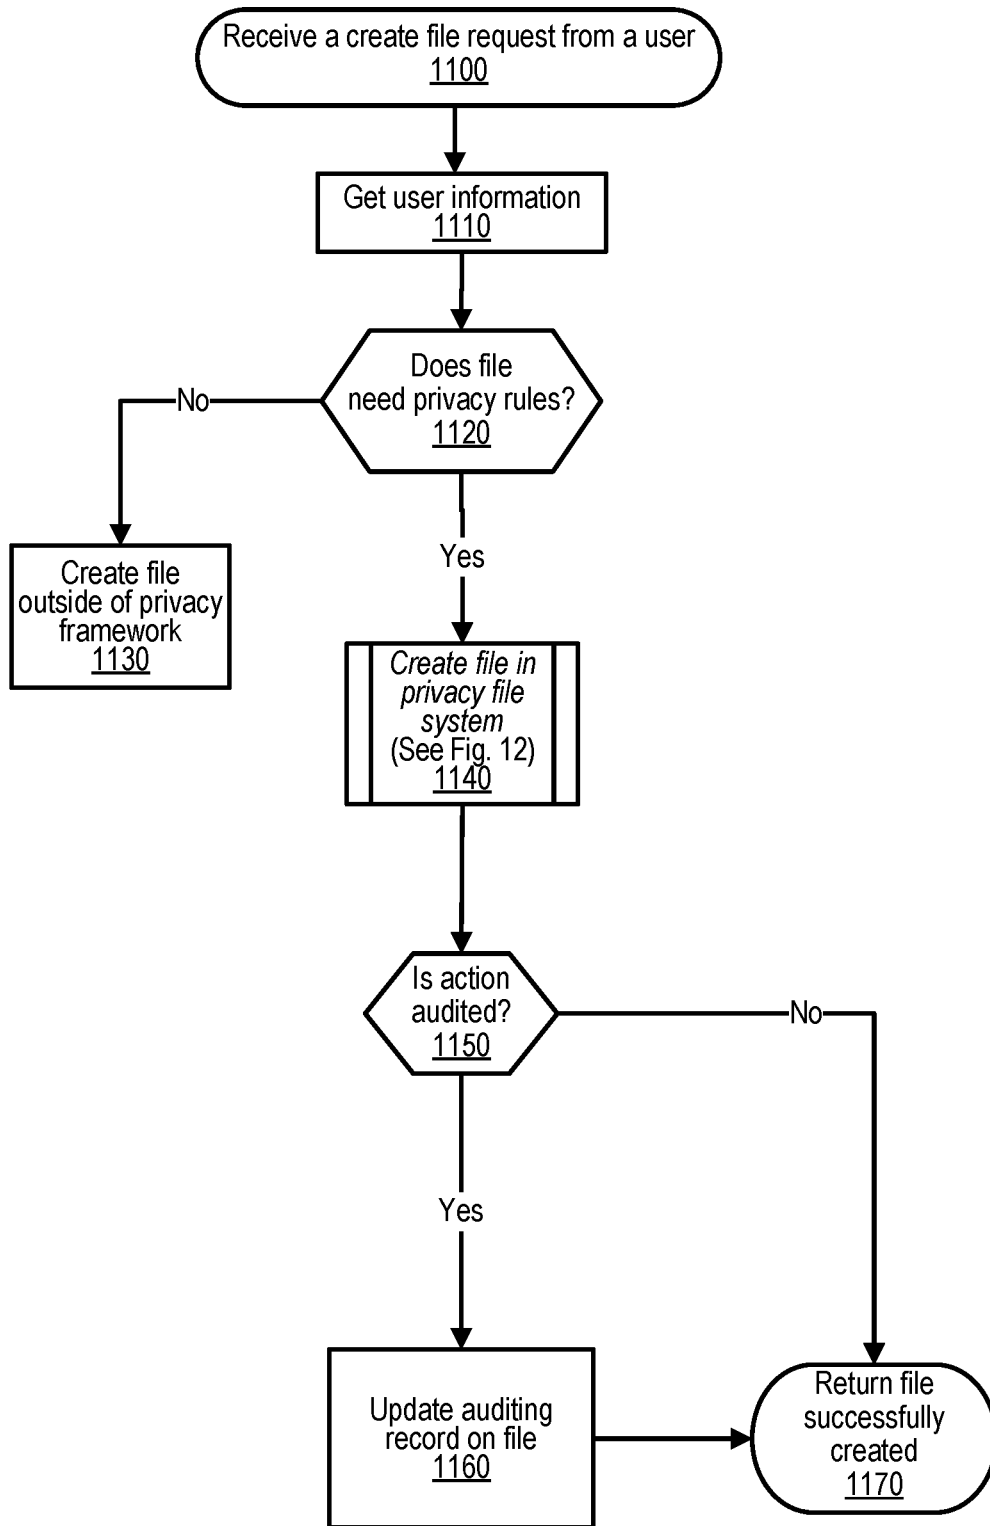 Receive a create file request from a user
1100
Get user information
1110
Does file
need privacy rules?
1120
No
Yes
Create file
outside of privacy
framework
1130
Create file in
privacy file
system
(See Fig. 12)
1140
Is action
audited?
1150
No
Yes
Update auditing
record on file
1160
Return file
successfully
created
1170